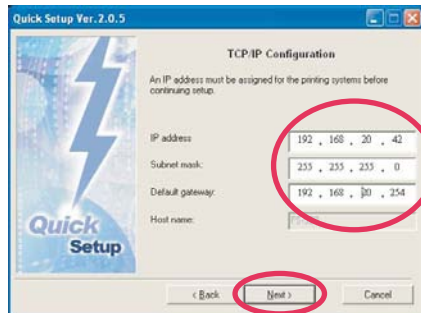 Quick Setup Ver.2.0.5
TCP/IP Configuration
An IP address must be assigned for the printing systems before
continuing setup.
IP address 192 . 168 . 20 . 42
Subnet mask: 255 . 255 . 255 . 0
Default gateway: 192 . 168 . 20 . 254
Host name:
Quick
Setup
< Back Next > Cancel